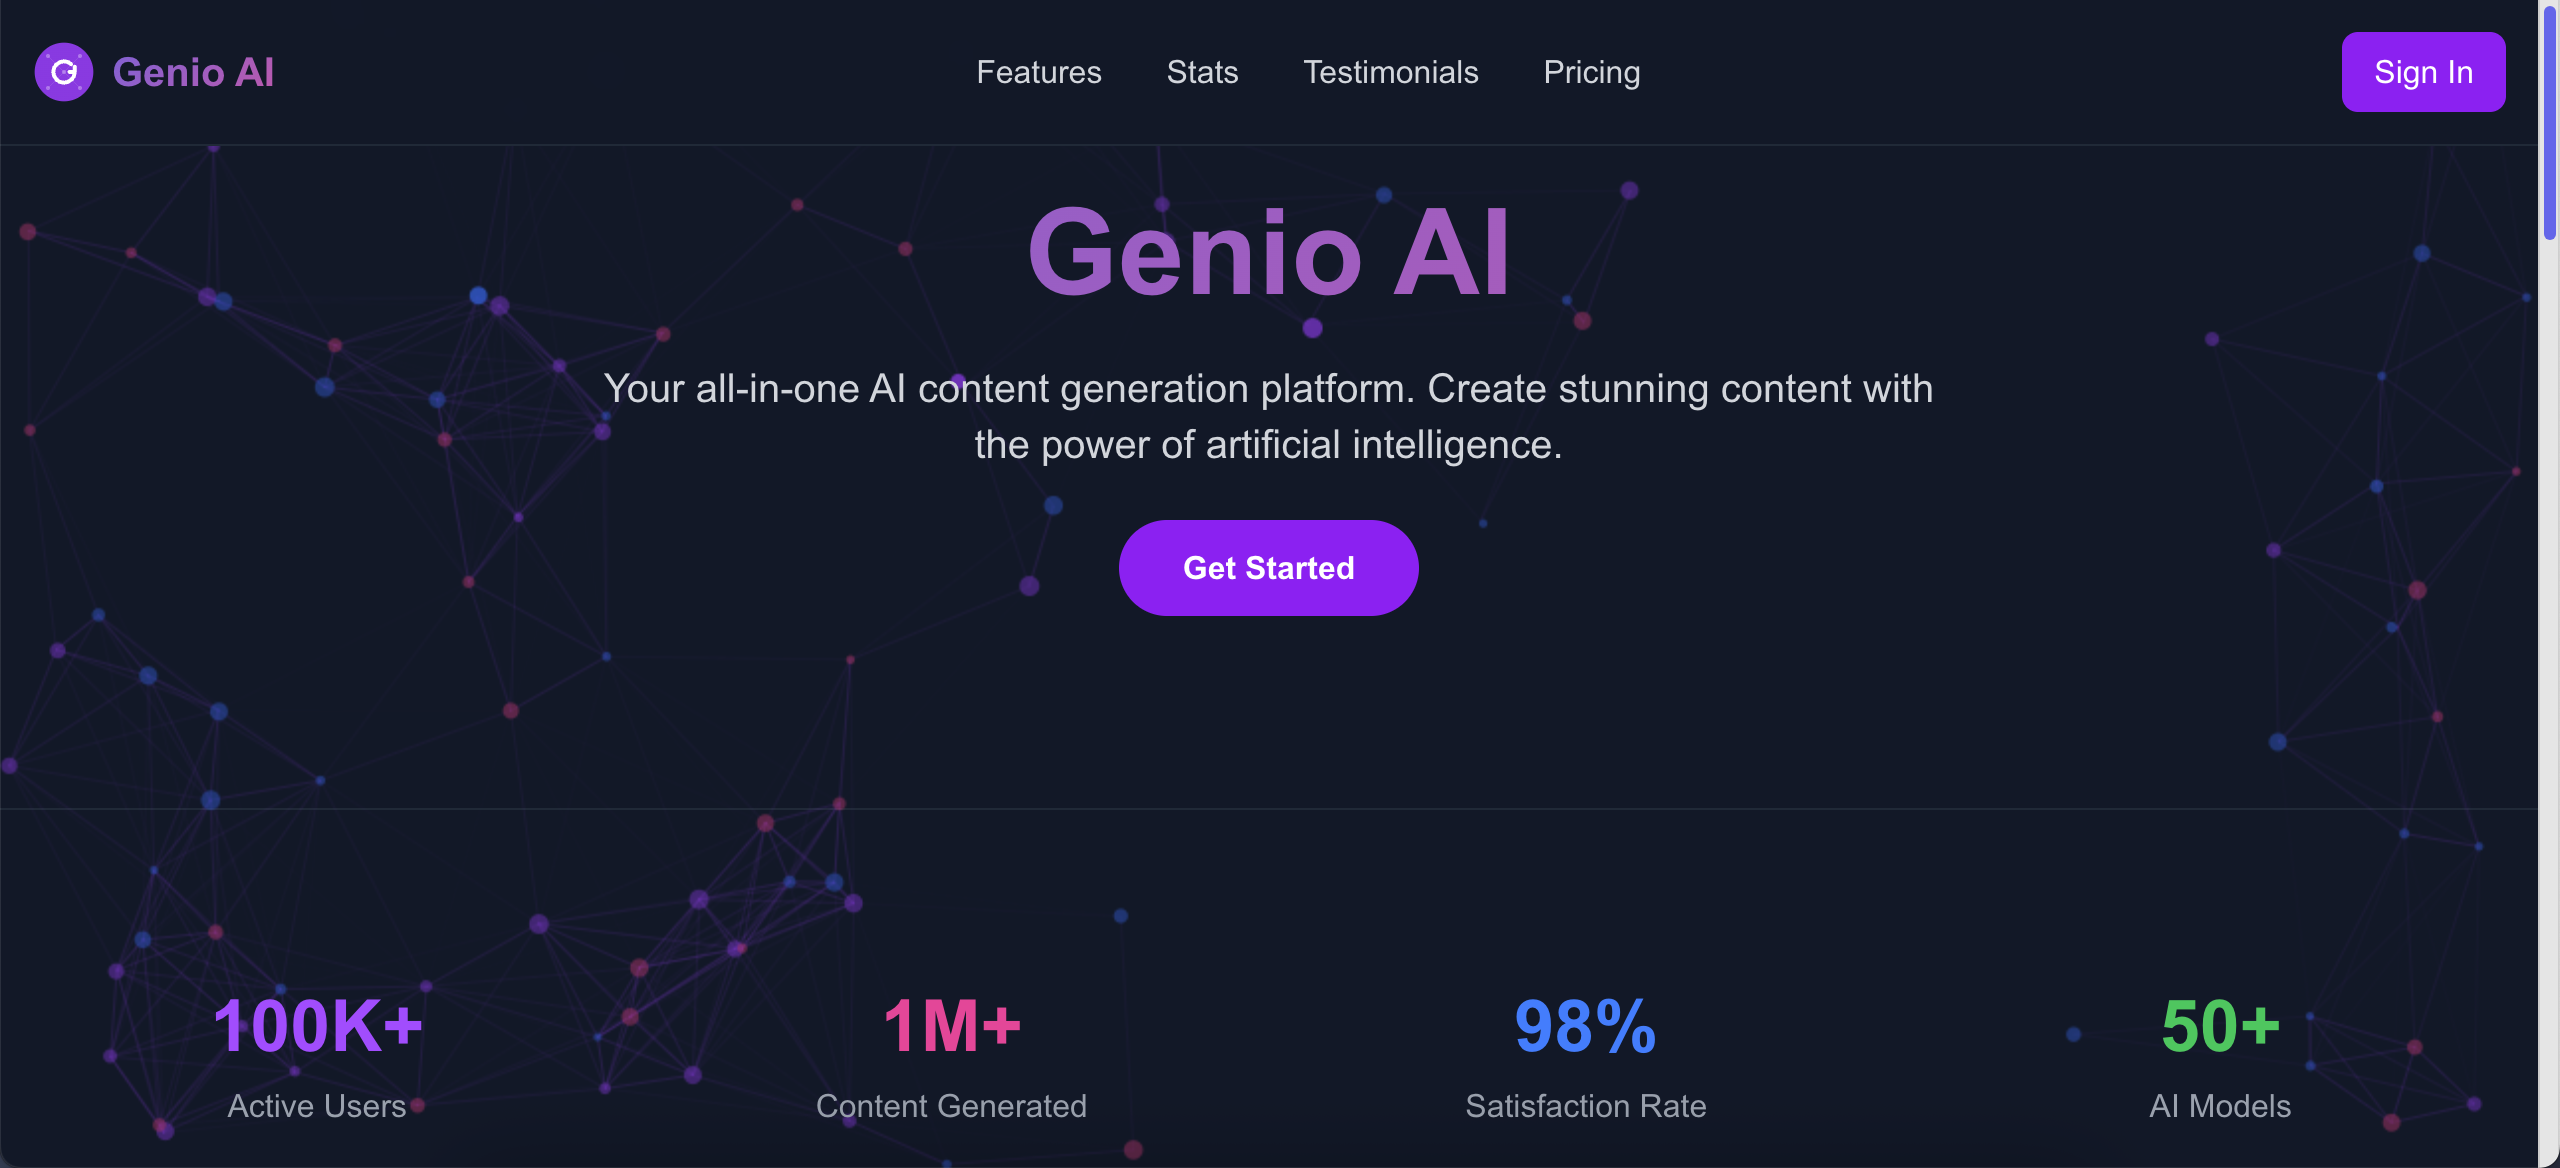 Genio AI
Features
Stats
Testimonials
Pricing
Sign In
Genio AI
Your all-in-one AI content generation platform. Create stunning content with
the power of artificial intelligence.
Get Started
100K+
Active Users
1M+
Content Generated
98%
Satisfaction Rate
50+
AI Models